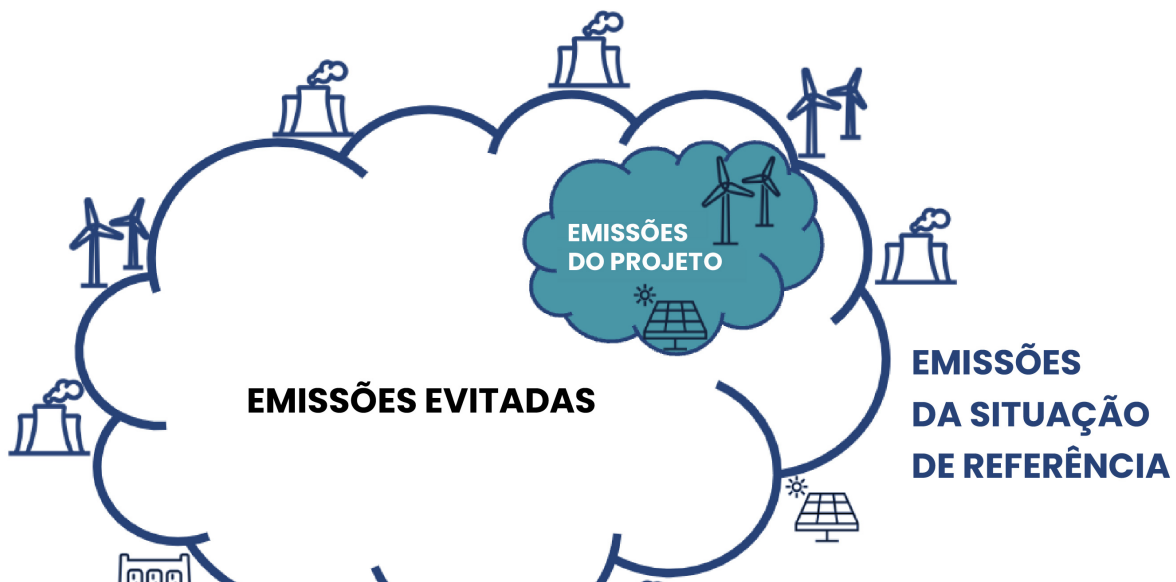 EMISSÕES
DO PROJETO
EMISSÕES EVITADAS
EMISSÕES
DA SITUAÇÃO
DE REFERÊNCIA